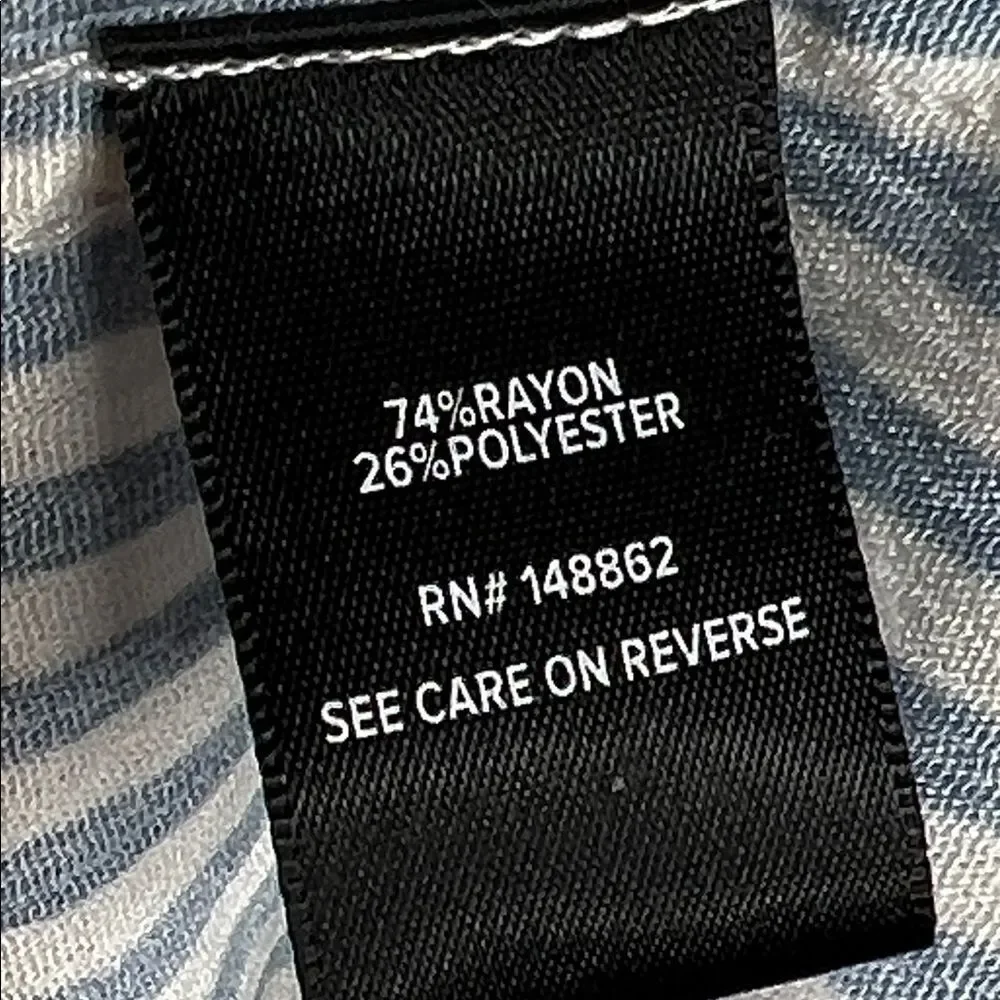 74%RAYON
26%POLYESTER
RN# 148862
SEE CARE ON REVERSE